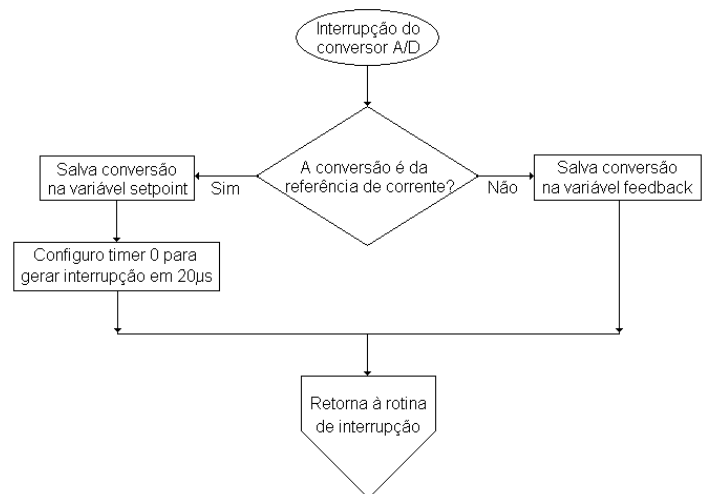 Interrupção do
conversor A/D
A conversão é da
referência de corrente?
Sim
Não
Salva conversão
na variável setpoint
Salva conversão
na variável feedback
Configuro timer 0 para
gerar interrupção em 20µs
Retorna à rotina
de interrupção